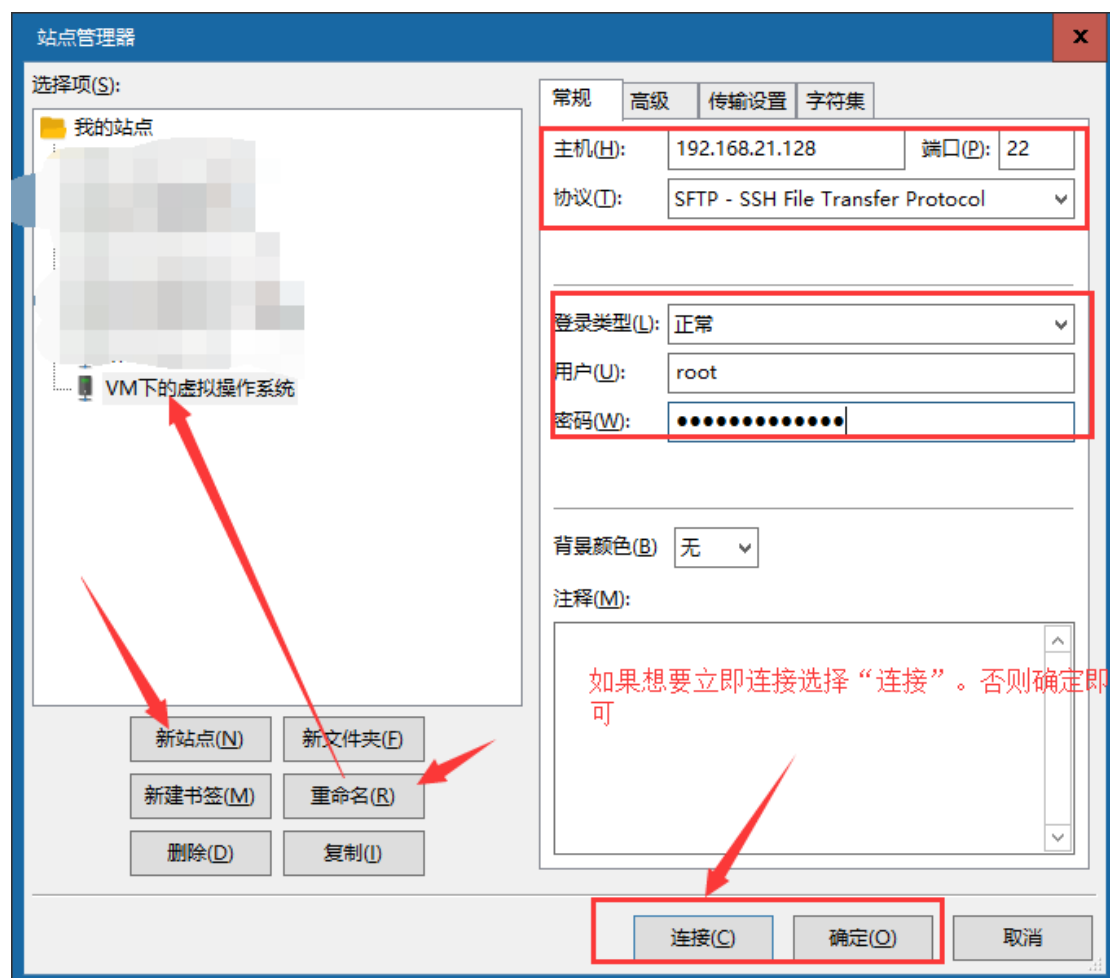 站点管理器
x
选择项(S):
我的站点
VM下的虚拟操作系统
新站点(N) 新文件夹(F)
新建书签(M) 重命名(R)
删除(D) 复制(I)
常规 高级 传输设置 字符集
主机(H): 192.168.21.128 端口(P): 22
协议(T): SFTP - SSH File Transfer Protocol
登录类型(L): 正常
用户(U): root
密码(W): ●●●●●●●●●●●●●
背景颜色(B) 无
注释(M):
如果想要立即连接选择“连接”。否则确定即
可
连接(C) 确定(O) 取消